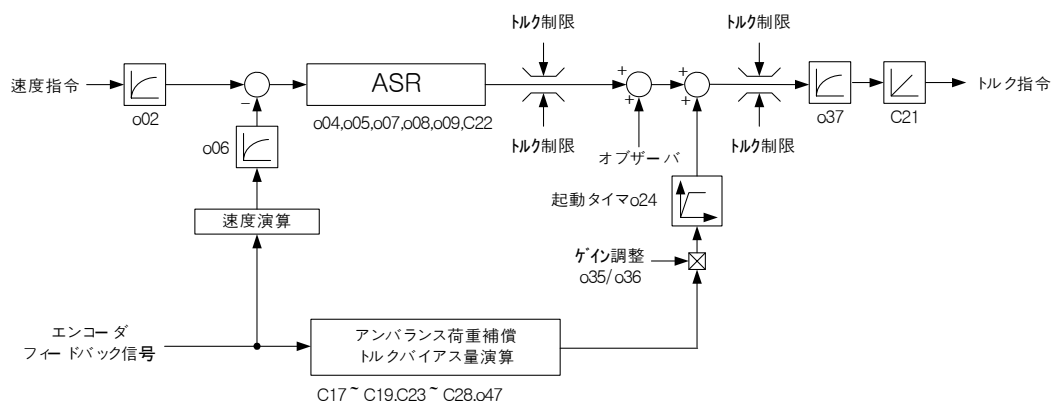 トルク制限
トルク制限
速度指令
ASR
トルク指令
o02
o04,o05,o07,o08,o09,C22
o37
C21
+
+
+
+
−
o06
トルク制限
トルク制限
オブザーバ
起動タイマo24
速度演算
ゲイン調整
o35/o36
エンコーダ
フィードバック信号
アンバランス荷重補償
トルクバイアス量演算
C17~C19,C23~C28,o47